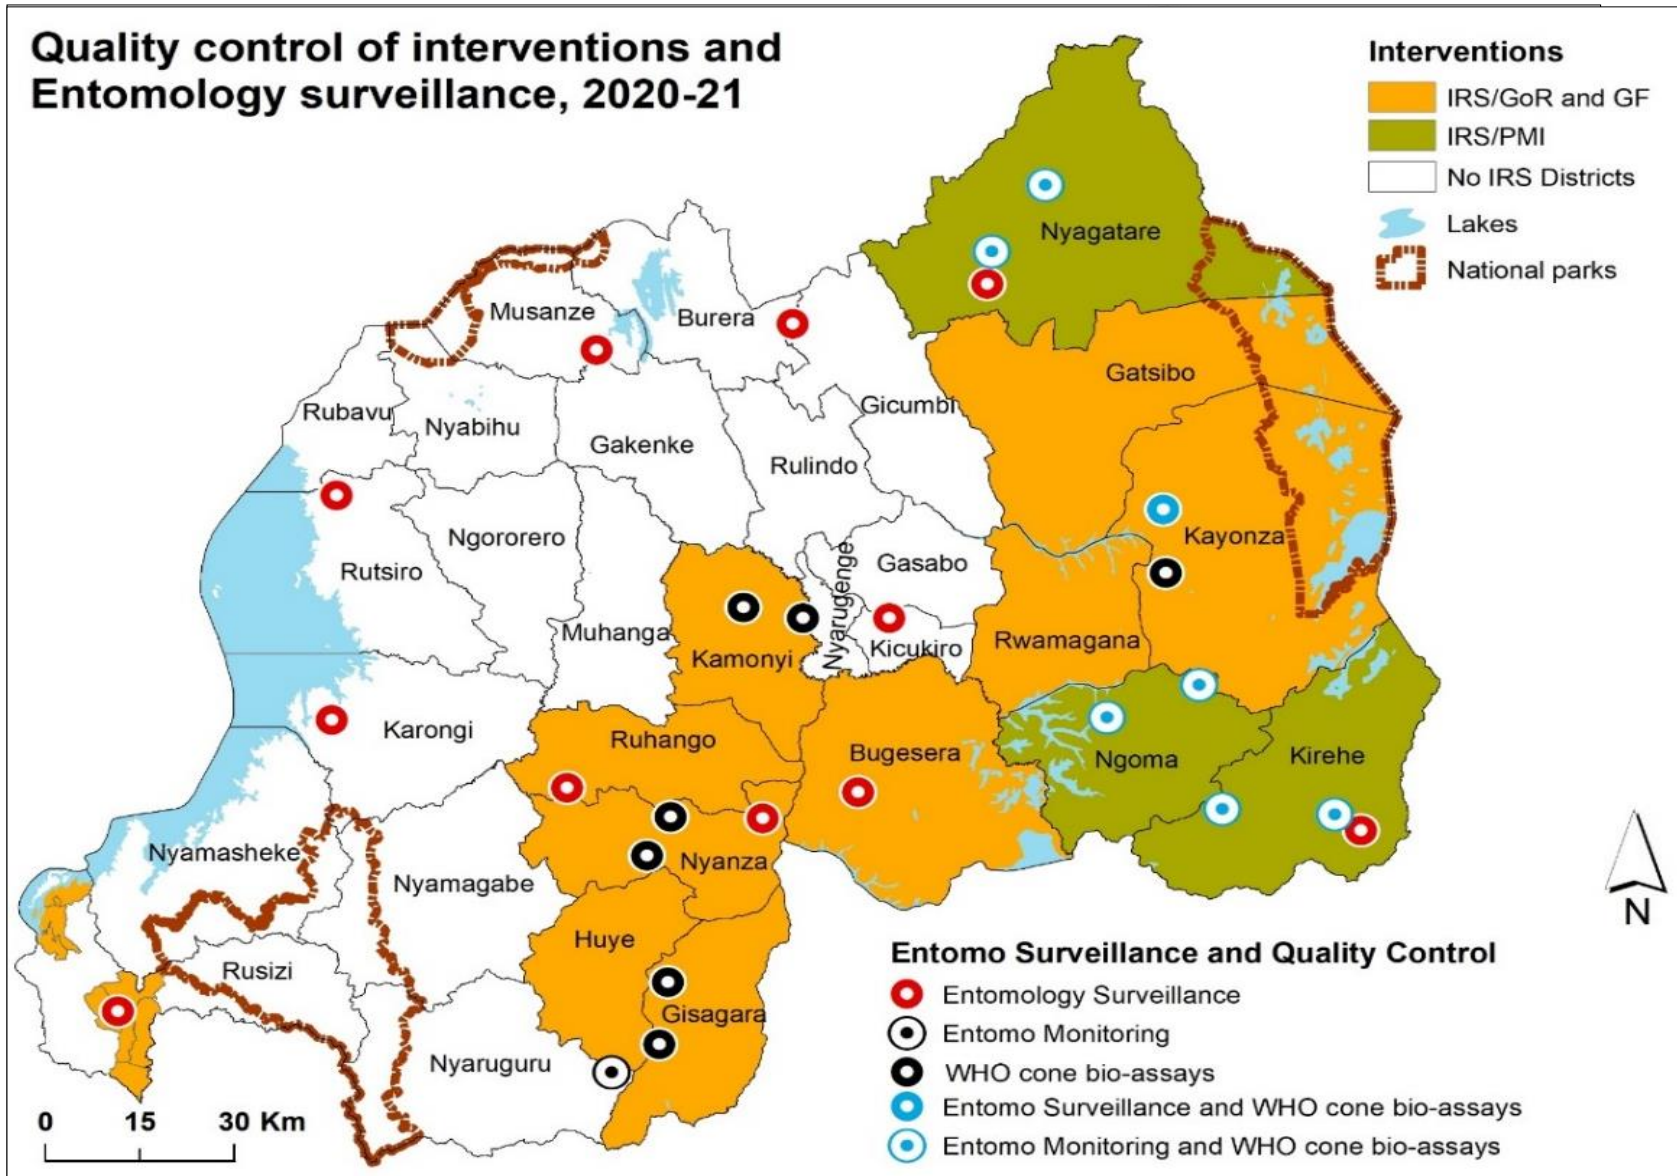 Quality control of interventions and
Entomology surveillance, 2020-21
Interventions
IRS/GoR and GF
IRS/PMI
No IRS Districts
Lakes
National parks
Nyagatare
Musanze
Burera
Gatsibo
Rubavu
Nyabihu
Gicumbi
Gakenke
Rulindo
Ngororero
Kayonza
Rutsiro
Gasabo
Nyarugenge
Muhanga
Kamonyi
Kicukiro
Rwamagana
Karongi
Ruhango
Bugesera
Ngoma
Kirehe
Nyamasheke
Nyanza
Nyamagabe
Huye
Rusizi
Gisagara
Nyaruguru
N
Entomo Surveillance and Quality Control
Entomology Surveillance
Entomo Monitoring
WHO cone bio-assays
Entomo Surveillance and WHO cone bio-assays
Entomo Monitoring and WHO cone bio-assays
0 15 30 Km